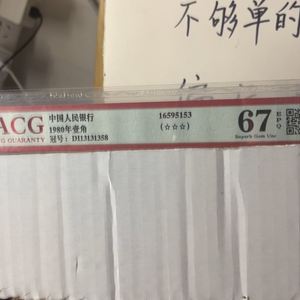 不够单的
ACG
NG GUARANTY
中国人民银行
1980年壹角
冠号：DI13131358
16595153
(☆☆☆)
67
EPQ
Superb Gem Unc